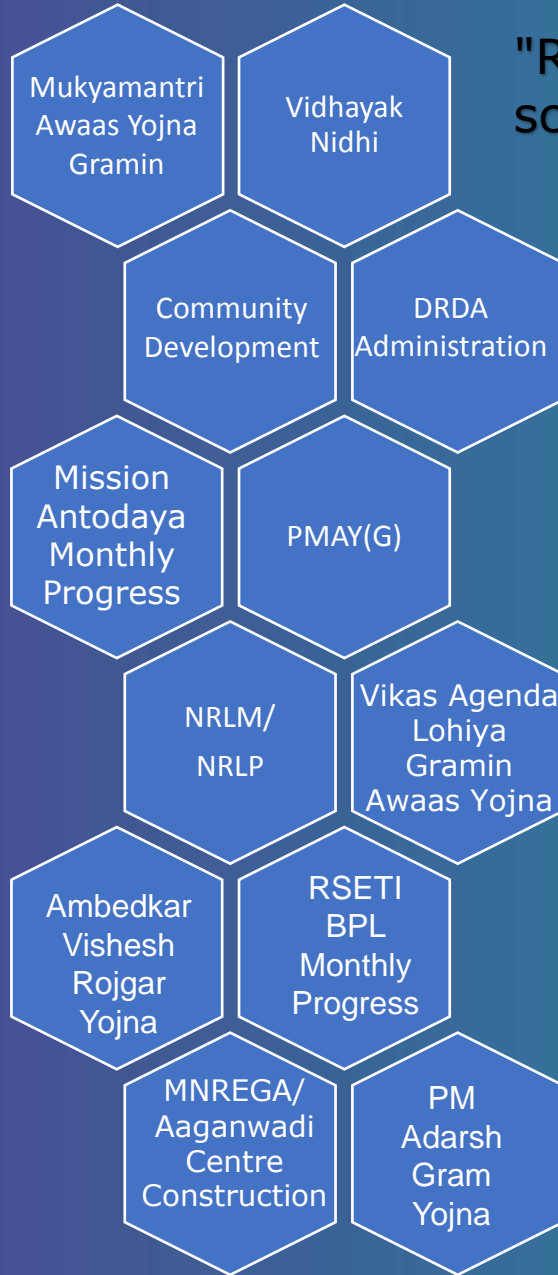 Mukyamantri
Awaas Yojna
Gramin
Vidhayak
Nidhi
Community
Development
DRDA
Administration
Mission
Antodaya
Monthly
Progress
PMAY(G)
NRLM/
NRLP
Vikas Agenda
Lohiya
Gramin
Awaas Yojna
Ambedkar
Vishesh
Rojgar
Yojna
RSETI
BPL
Monthly
Progress
MNREGA/
Aaganwadi
Centre
Construction
PM
Adarsh
Gram
Yojna